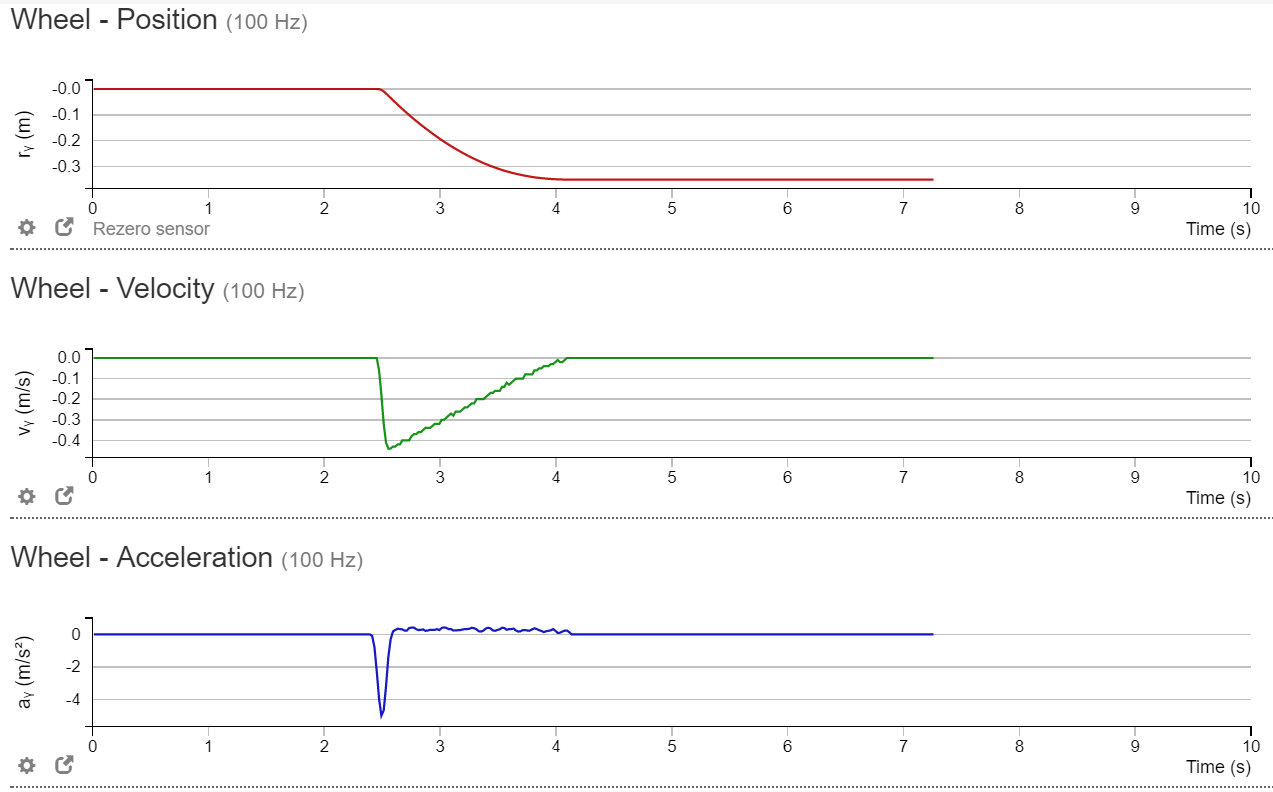 Wheel - Position (100 Hz)
-0.0
-0.1
-0.2
-0.3
rᵧ (m)
0 1 2 3 4 5 6 7 8 9 10
Rezero sensor Time (s)
Wheel - Velocity (100 Hz)
0.0
-0.1
-0.2
-0.3
-0.4
vᵧ (m/s)
0 1 2 3 4 5 6 7 8 9 10
Time (s)
Wheel - Acceleration (100 Hz)
0
-2
-4
aᵧ (m/s²)
0 1 2 3 4 5 6 7 8 9 10
Time (s)